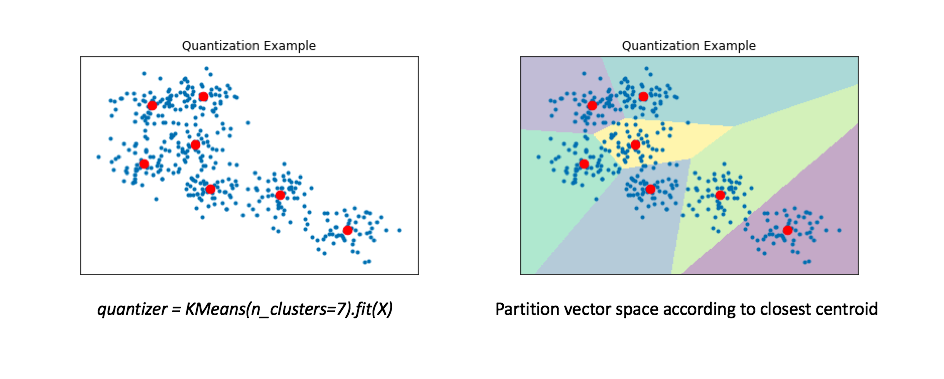 Quantization Example
Quantization Example
quantizer = KMeans(n_clusters=7).fit(X)
Partition vector space according to closest centroid